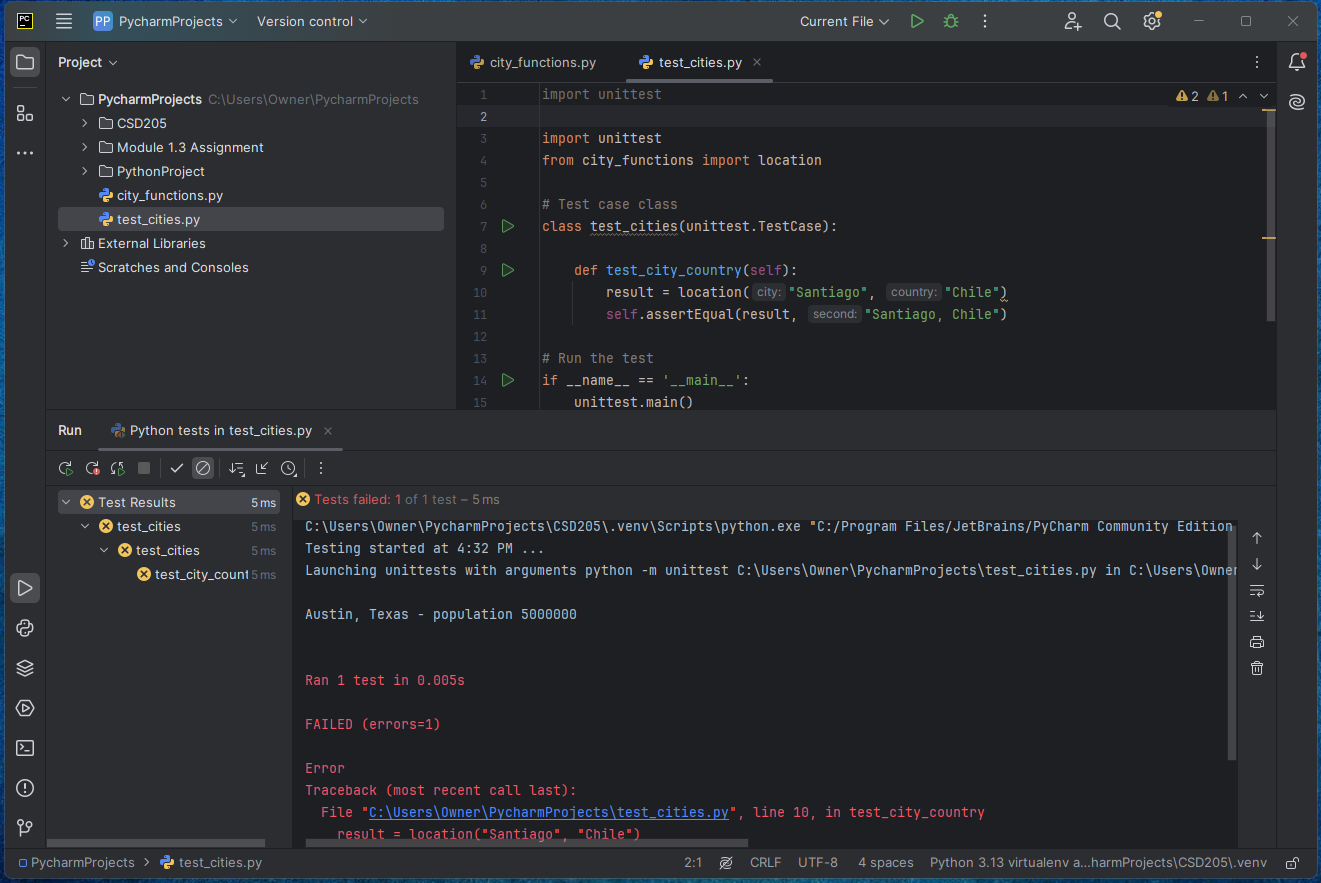 PC
PP PycharmProjects Version control Current File
Project
city_functions.py test_cities.py
PycharmProjects C:\Users\Owner\PycharmProjects
CSD205
Module 1.3 Assignment
PythonProject
city_functions.py
test_cities.py
External Libraries
Scratches and Consoles
2 1
1 import unittest
2
3 import unittest
4 from city_functions import location
5
6 # Test case class
7 class test_cities(unittest.TestCase):
8
9 def test_city_country(self):
10 result = location( city: "Santiago", country: "Chile")
11 self.assertEqual(result, second: "Santiago, Chile")
12
13 # Run the test
14 if __name__ == '__main__':
15 unittest.main()
Run Python tests in test_cities.py
Test Results 5 ms
test_cities 5 ms
test_cities 5 ms
test_city_count 5 ms
Tests failed: 1 of 1 test – 5 ms
C:\Users\Owner\PycharmProjects\CSD205\.venv\Scripts\python.exe "C:/Program Files/JetBrains/PyCharm Community Edition
Testing started at 4:32 PM ...
Launching unittests with arguments python -m unittest C:\Users\Owner\PycharmProjects\test_cities.py in C:\Users\Owner
Austin, Texas - population 5000000
Ran 1 test in 0.005s
FAILED (errors=1)
Error
Traceback (most recent call last):
File "C:\Users\Owner\PycharmProjects\test_cities.py", line 10, in test_city_country
result = location("Santiago", "Chile")
PycharmProjects > test_cities.py 2:1 CRLF UTF-8 4 spaces Python 3.13 virtualenv a...harmProjects\CSD205\.venv